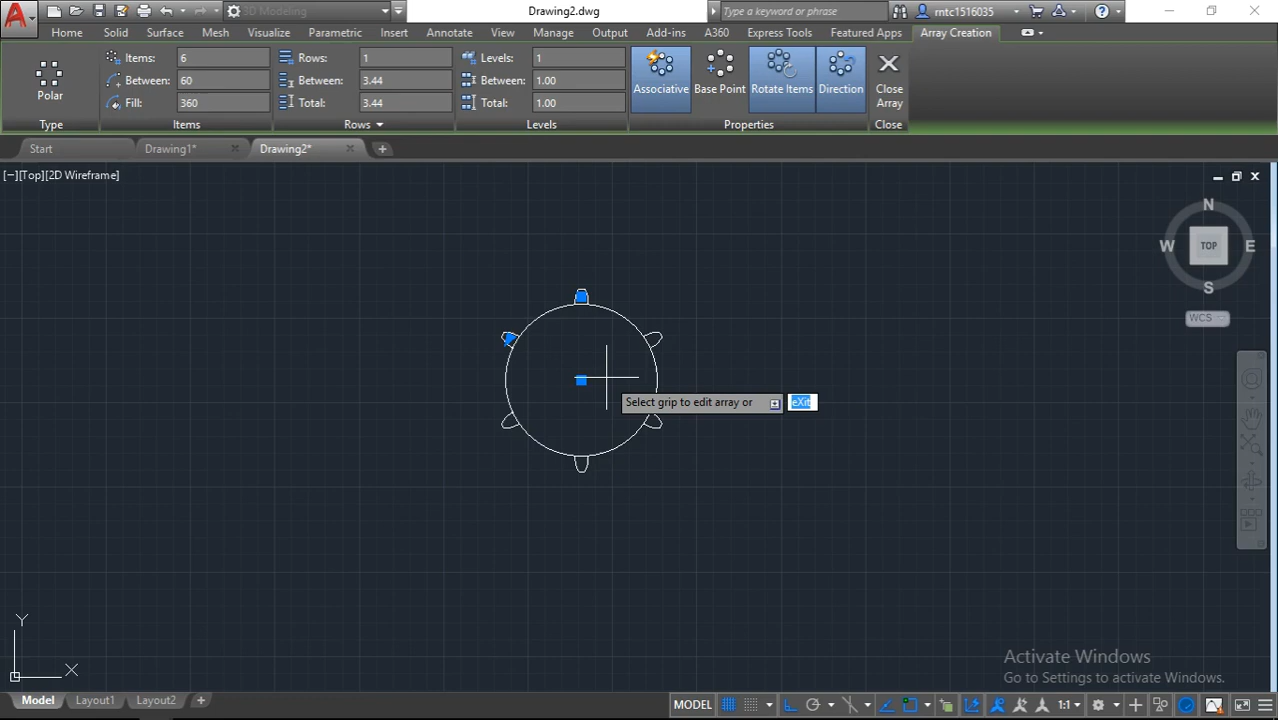 3D Modeling
Drawing2.dwg
Type a keyword or phrase
rntc1516035
Home Solid Surface Mesh Visualize Parametric Insert Annotate View Manage Output Add-ins A360 Express Tools Featured Apps Array Creation
Polar
Type
Items: 6
Between: 60
Fill: 360
Items
Rows: 1
Between: 3.44
Total: 3.44
Rows
Levels: 1
Between: 1.00
Total: 1.00
Levels
Associative
Base Point
Rotate Items
Direction
Properties
Close
Array
Close
Start Drawing1* Drawing2*
[−][Top][2D Wireframe]
N
W TOP E
S
WCS
Select grip to edit array or eXit
Y
X
Activate Windows
Go to Settings to activate Windows.
Model Layout1 Layout2
MODEL 1:1